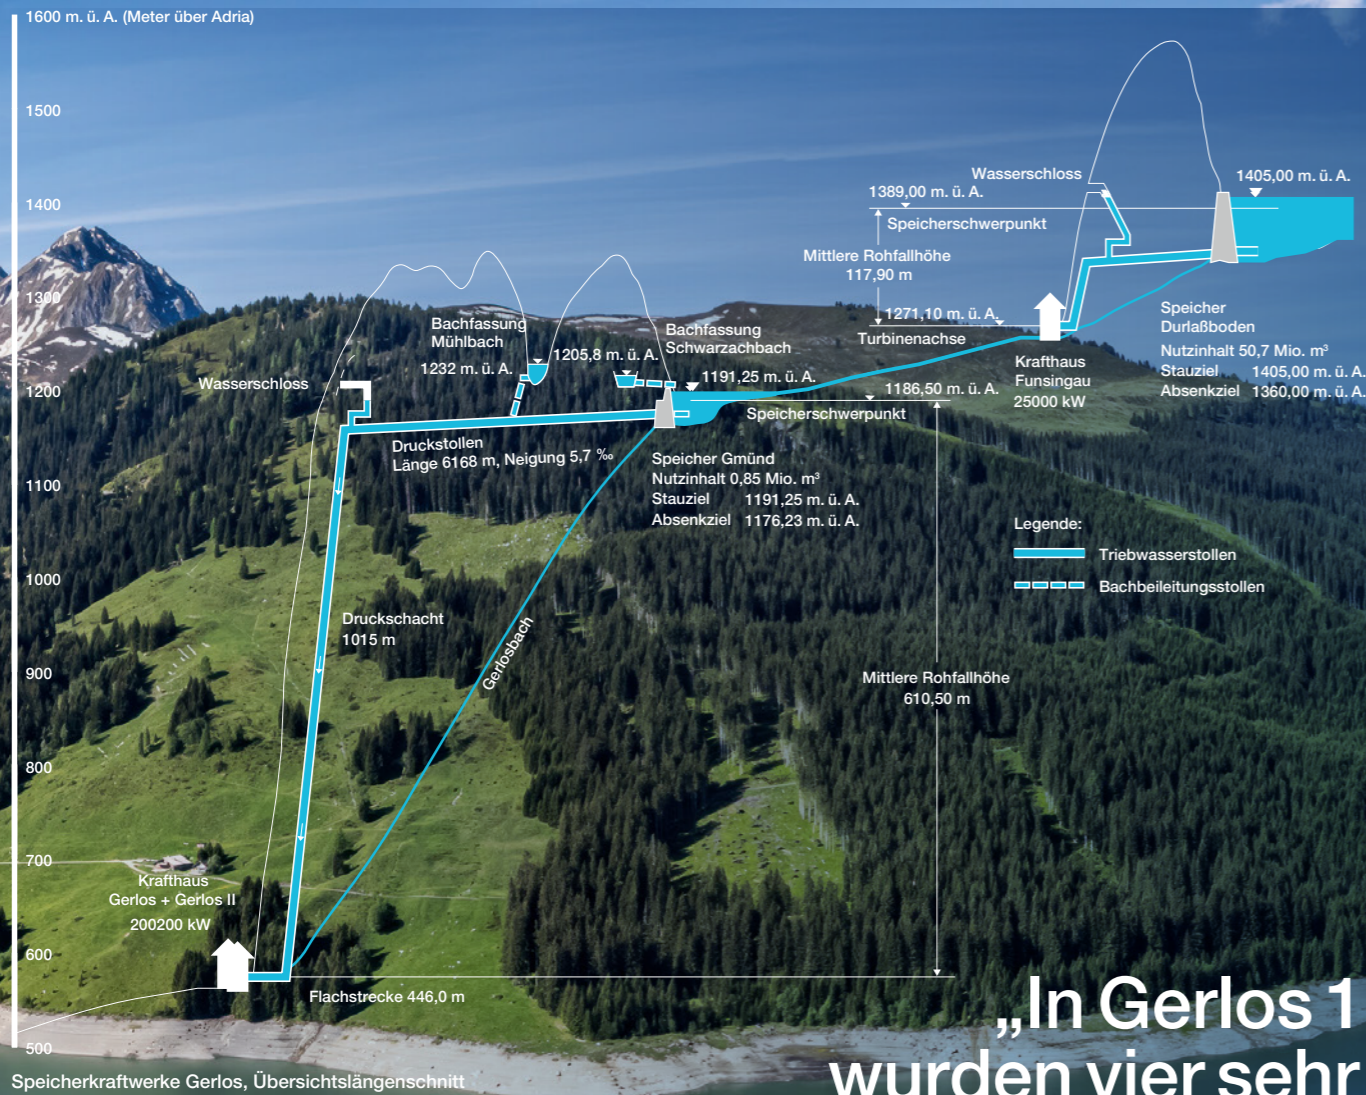 1600 m. ü. A. (Meter über Adria)
1500
1400
1300
1200
1100
1000
900
800
700
600
500
Wasserschloss
1389,00 m. ü. A.
Speicherschwerpunkt
Mittlere Rohfallhöhe
117,90 m
1271,10 m. ü. A.
Turbinenachse
1405,00 m. ü. A.
Speicher
Durlaßboden
Nutzinhalt 50,7 Mio. m³
Stauziel 1405,00 m. ü. A.
Absenkziel 1360,00 m. ü. A.
Krafthaus
Funsingau
25000 kW
Bachfassung
Mühlbach
1232 m. ü. A.
1205,8 m. ü. A.
Bachfassung
Schwarzachbach
1191,25 m. ü. A.
1186,50 m. ü. A.
Speicherschwerpunkt
Wasserschloss
Druckstollen
Länge 6168 m, Neigung 5,7 ‰
Speicher Gmünd
Nutzinhalt 0,85 Mio. m³
Stauziel 1191,25 m. ü. A.
Absenkziel 1176,23 m. ü. A.
Legende:
Triebwasserstollen
Bachbeileitungsstollen
Druckschacht
1015 m
Gerlosbach
Mittlere Rohfallhöhe
610,50 m
Krafthaus
Gerlos + Gerlos II
200200 kW
Flachstrecke 446,0 m
Speicherkraftwerke Gerlos, Übersichtslängenschnitt
„In Gerlos 1
wurden vier sehr